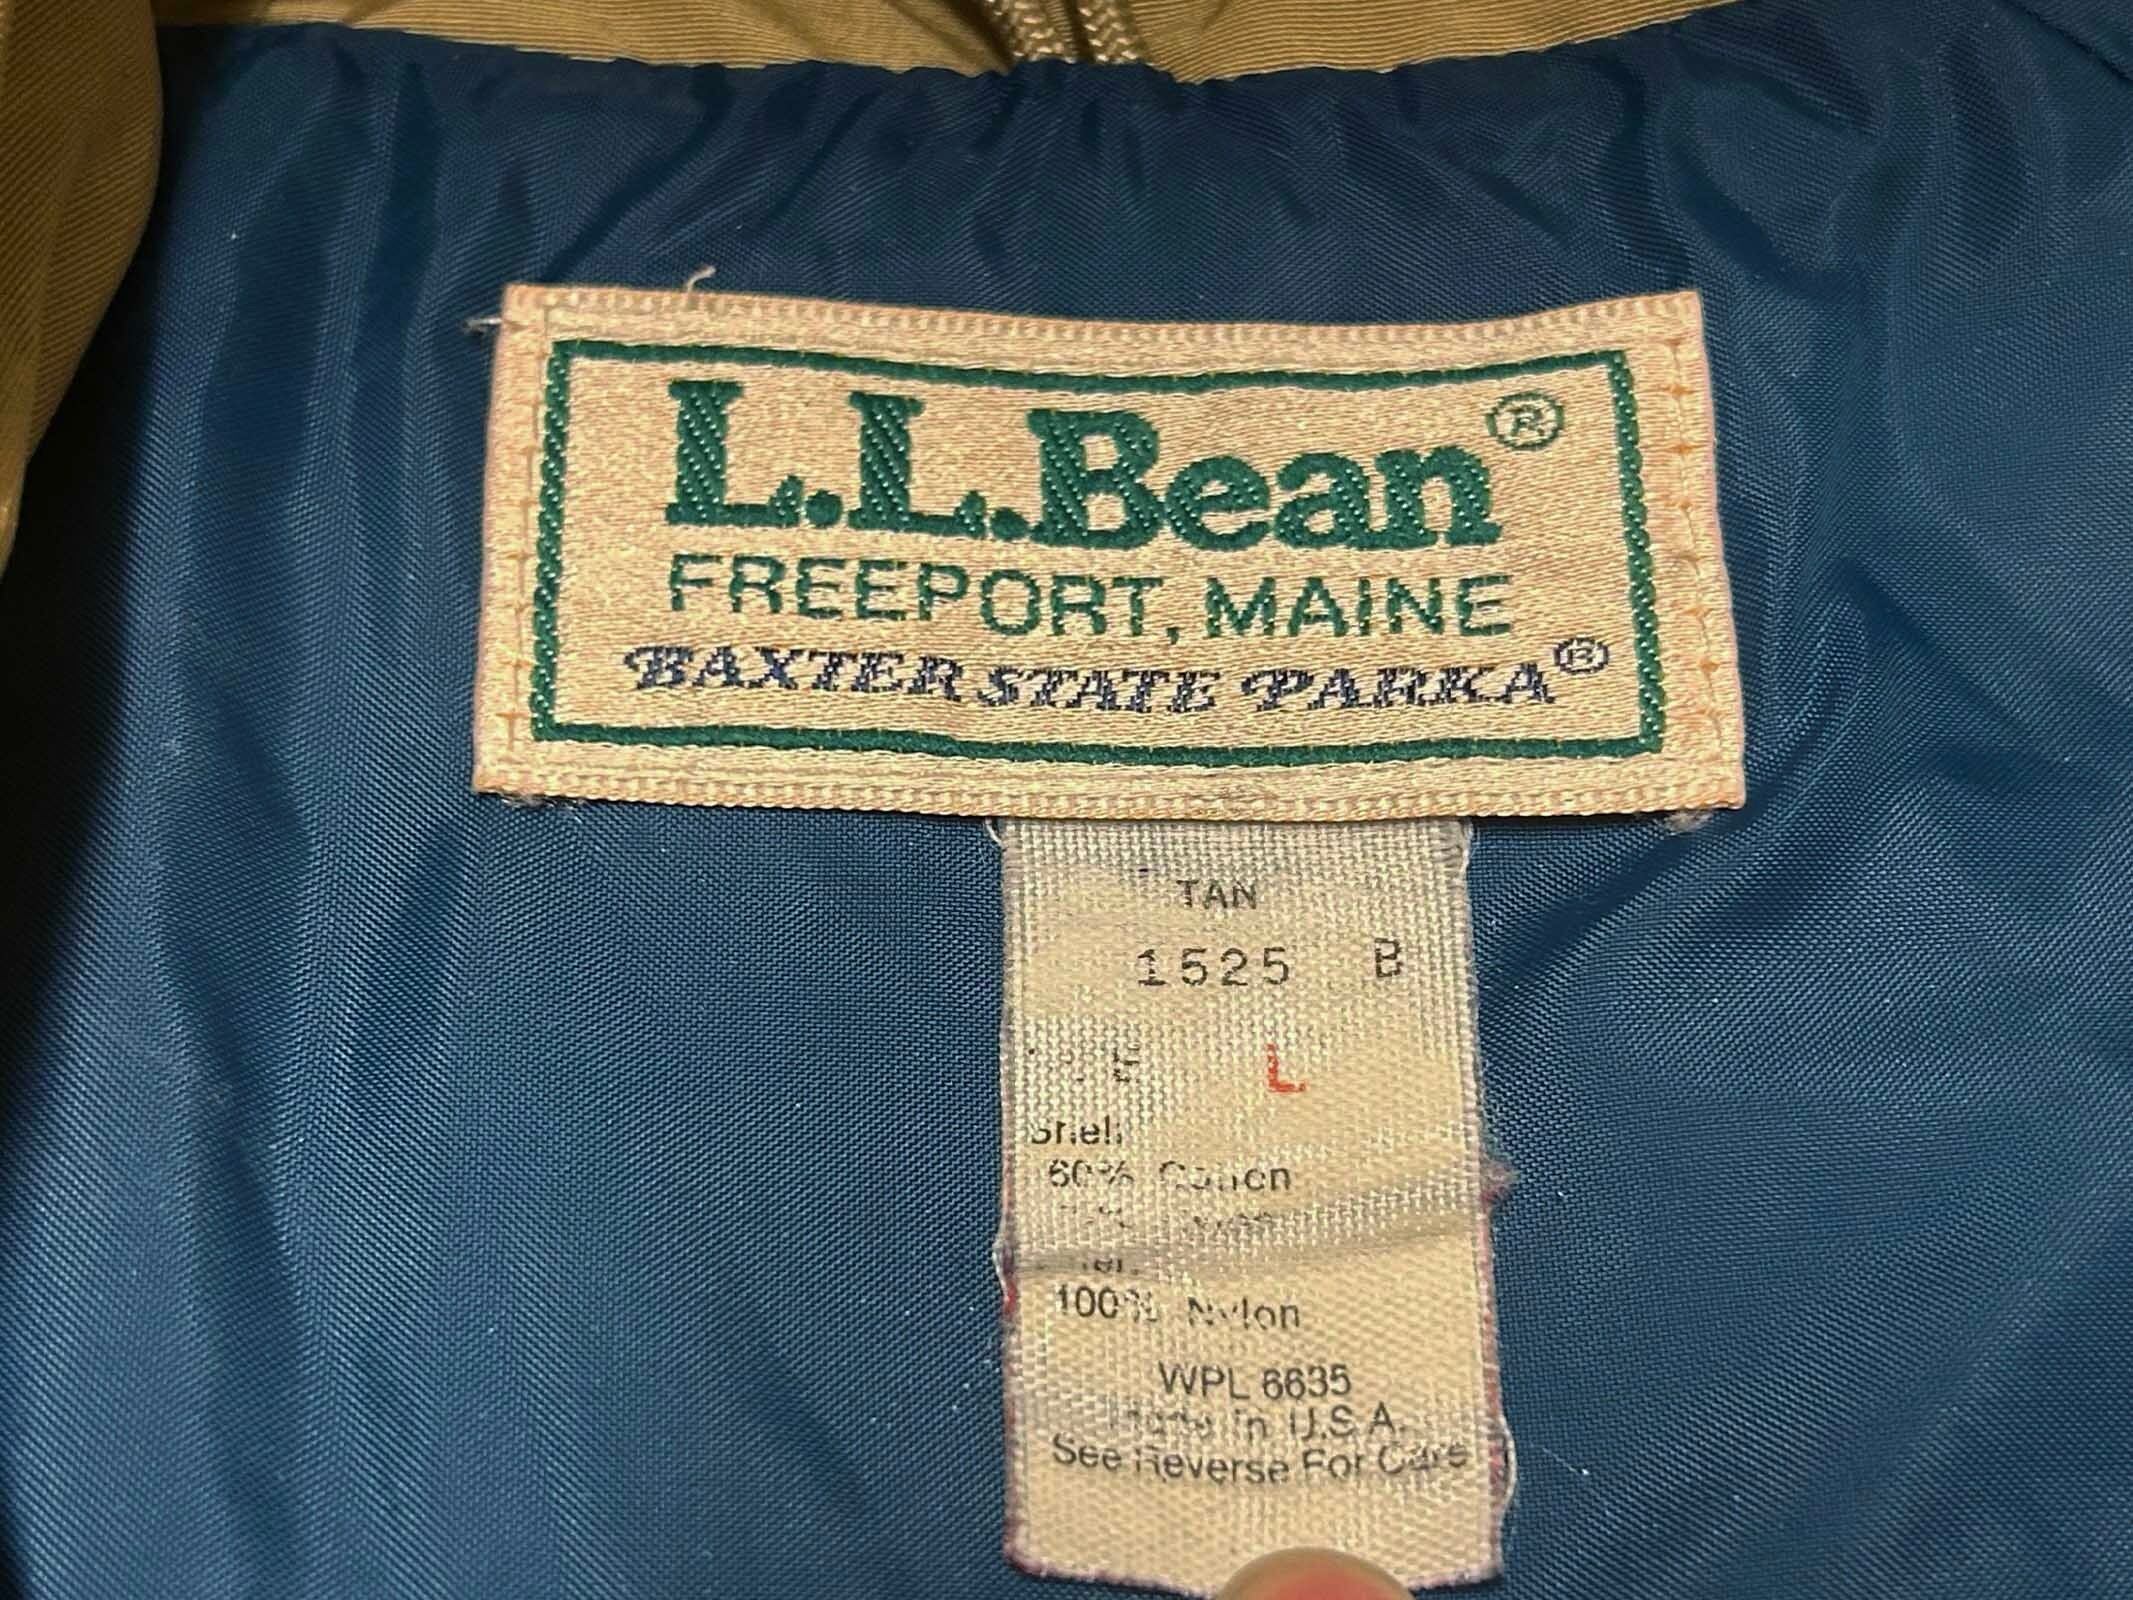 L.L.Bean®
FREEPORT, MAINE
BAXTER STATE PARKA®
TAN
1525 B
L
Shell
60% Cotton
100% Nylon
WPL 6635
Made in U.S.A.
See Reverse For Care